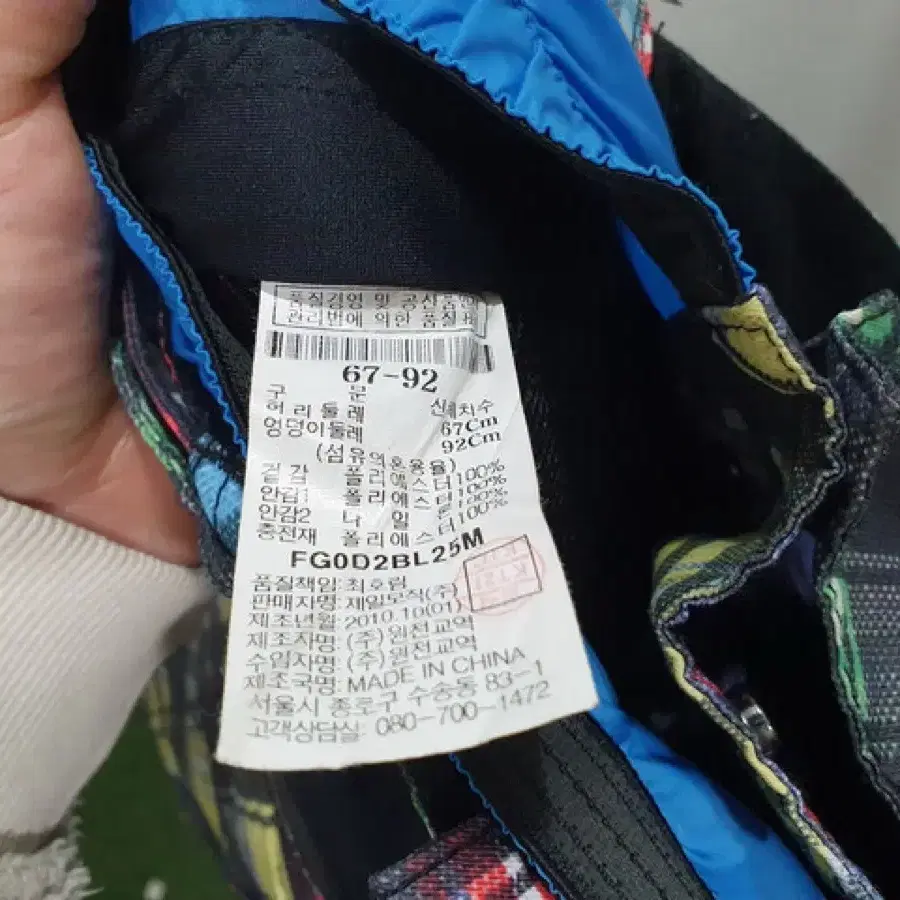 품질경영 및 공산품안전
관리법에 의한 품질표
67-92
구 분 신체치수
허리둘레 67Cm
엉덩이둘레 92Cm
(섬유의혼용율)
겉감 폴리에스터100%
안감1 폴리에스터100%
안감2 나일론100%
충전재 폴리에스터100%
FG0D2BL25M
품질책임: 최호림
판매자명: 제일모직(주)
제조년월: 2010.10(01)
제조자명: (주)원전교역
수입자명: (주)원전교역
제조국명: MADE IN CHINA
서울시 종로구 수송동 83-1
고객상담실: 080-700-1472